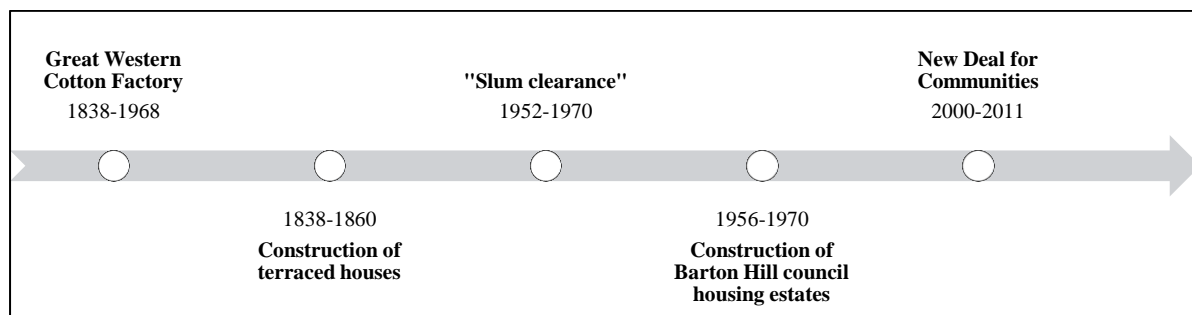 Great Western
Cotton Factory
1838-1968
1838-1860
Construction of
terraced houses
"Slum clearance"
1952-1970
1956-1970
Construction of
Barton Hill council
housing estates
New Deal for
Communities
2000-2011